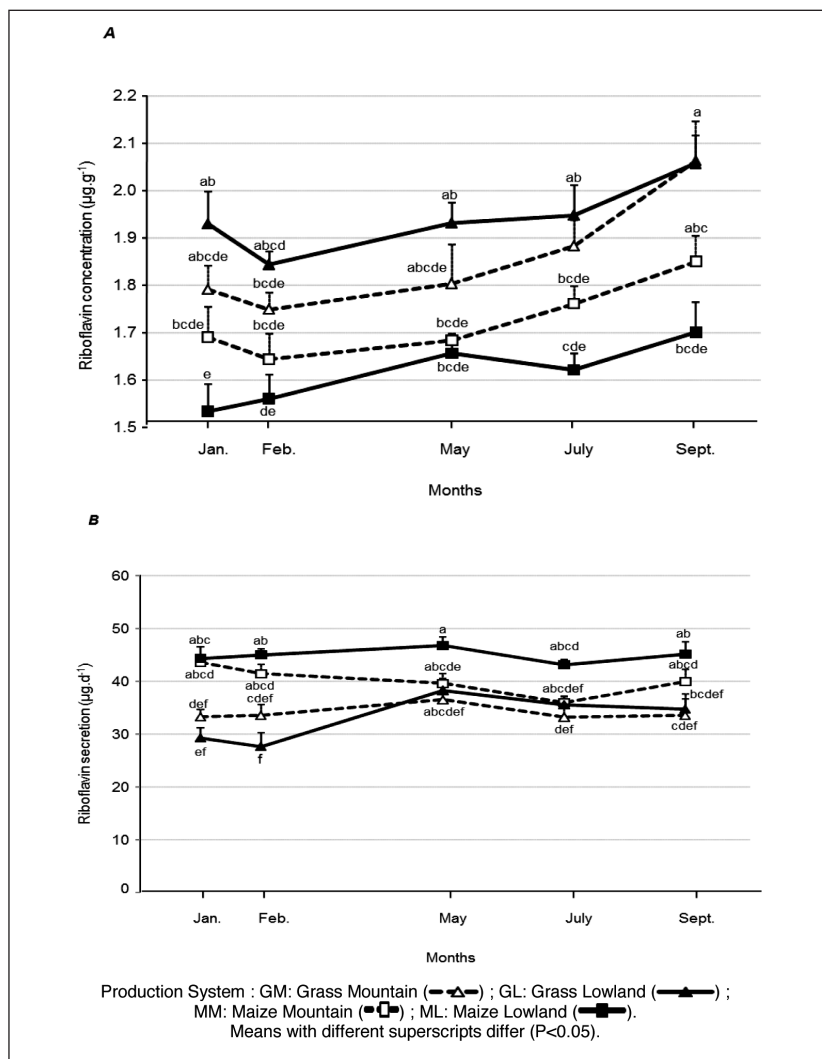 A
Riboflavin concentration (µg.g-1)
2.2
2.1
2.0
1.9
1.8
1.7
1.6
1.5
a
ab
ab
ab
abcd
abc
abcde
bcde
abcde
bcde
bcde
bcde
bcde
bcde
cde
bcde
e
de
Jan. Feb. May July Sept.
Months
B
Riboflavin secretion (µg.d-1)
60
50
40
30
20
10
0
abc ab a abcd ab
abcd abcd abcde abcdef abcd
def cdef abcdef def bcdef
ef f cdef
Jan. Feb. May July Sept.
Months
Production System : GM: Grass Mountain ( ) ; GL: Grass Lowland ( ) ;
MM: Maize Mountain ( ) ; ML: Maize Lowland ( ).
Means with different superscripts differ (P<0.05).